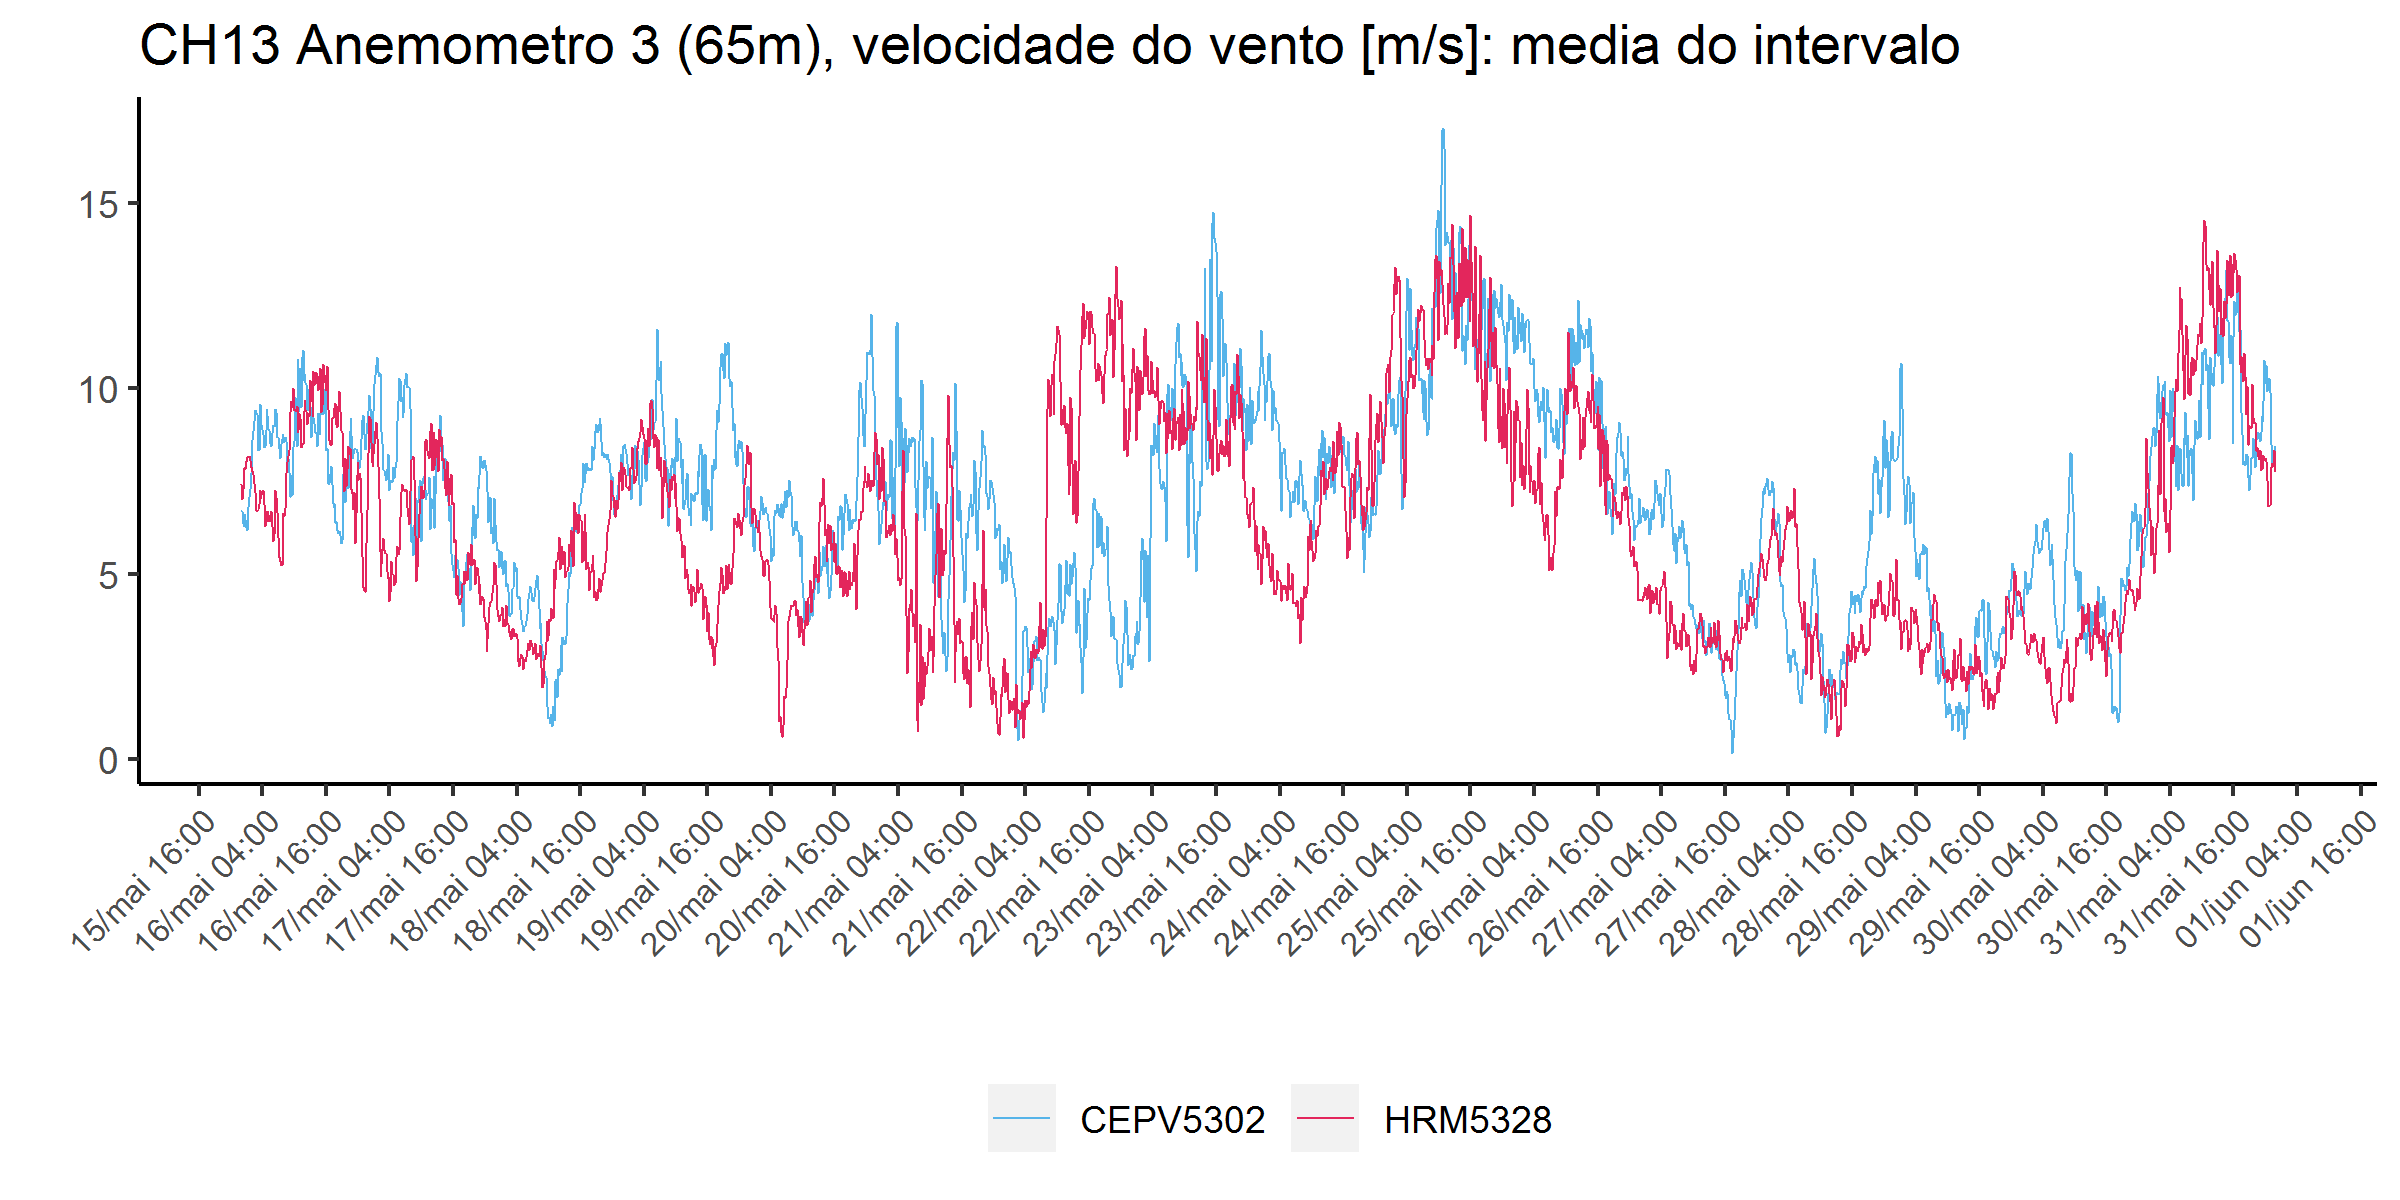 CH13 Anemometro 3 (65m), velocidade do vento [m/s]: media do intervalo
15
10
5
0
15/mai 16:00
16/mai 04:00
16/mai 16:00
17/mai 04:00
17/mai 16:00
18/mai 04:00
18/mai 16:00
19/mai 04:00
19/mai 16:00
20/mai 04:00
20/mai 16:00
21/mai 04:00
21/mai 16:00
22/mai 04:00
22/mai 16:00
23/mai 04:00
23/mai 16:00
24/mai 04:00
24/mai 16:00
25/mai 04:00
25/mai 16:00
26/mai 04:00
26/mai 16:00
27/mai 04:00
27/mai 16:00
28/mai 04:00
28/mai 16:00
29/mai 04:00
29/mai 16:00
30/mai 04:00
30/mai 16:00
31/mai 04:00
31/mai 16:00
01/jun 04:00
01/jun 16:00
CEPV5302
HRM5328